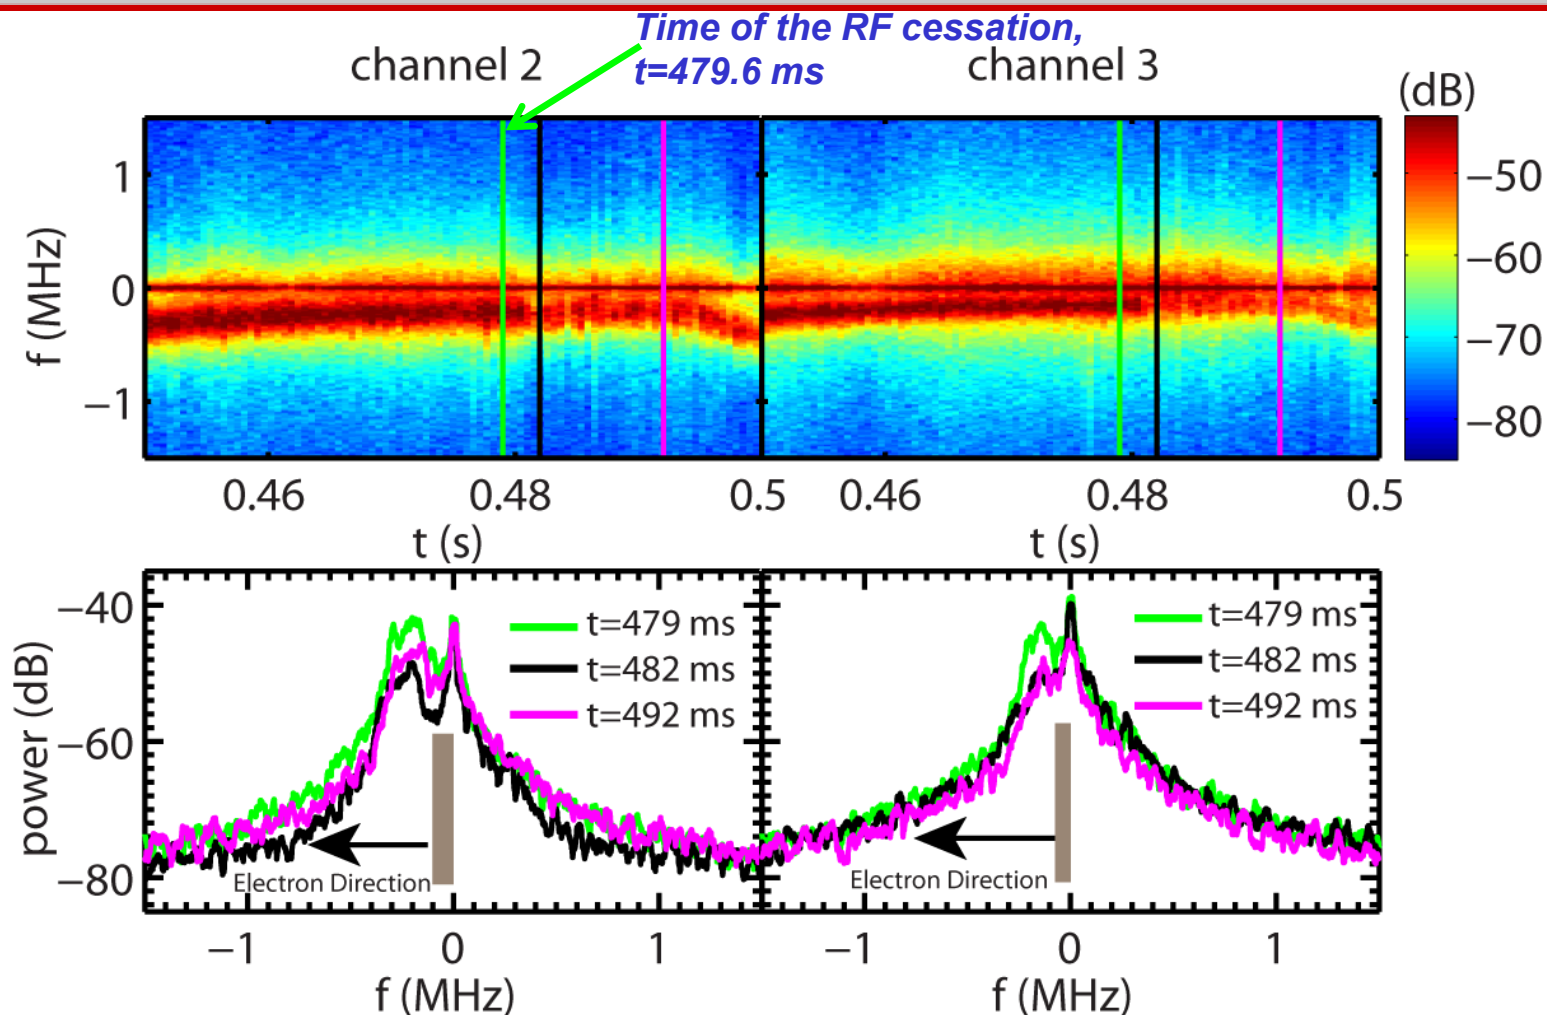 Time of the RF cessation,
t=479.6 ms
channel 2
channel 3
(dB)
f (MHz)
1
0
−1
−50
−60
−70
−80
0.46
0.48
0.5
0.46
0.48
0.5
t (s)
t (s)
power (dB)
−40
−60
−80
t=479 ms
t=482 ms
t=492 ms
Electron Direction
t=479 ms
t=482 ms
t=492 ms
Electron Direction
−1
0
1
−1
0
1
f (MHz)
f (MHz)